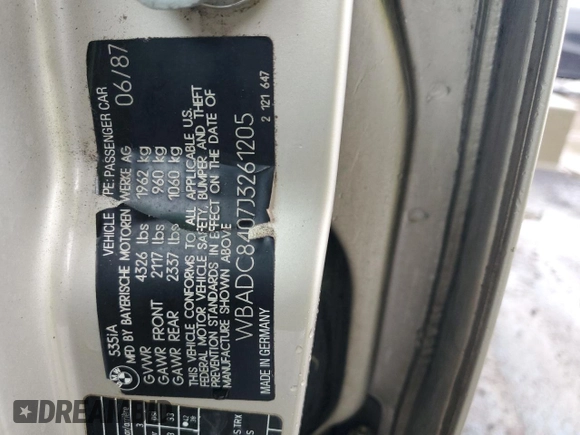 535iA VEHICLE PE: PASSENGER CAR
MFD BY BAYERISCHE MOTOREN WERKE AG 06/87
GVWR 4326 lbs 1962 kg
GAWR FRONT 2117 lbs 960 kg
GAWR REAR 2337 lbs 1060 kg
THIS VEHICLE CONFORMS TO ALL APPLICABLE U.S.
FEDERAL MOTOR VEHICLE SAFETY, BUMPER AND THEFT
PREVENTION STANDARDS IN EFFECT ON THE DATE OF
MANUFACTURE SHOWN ABOVE
WBADC8407J3261205
MADE IN GERMANY 2 121 647
BMW